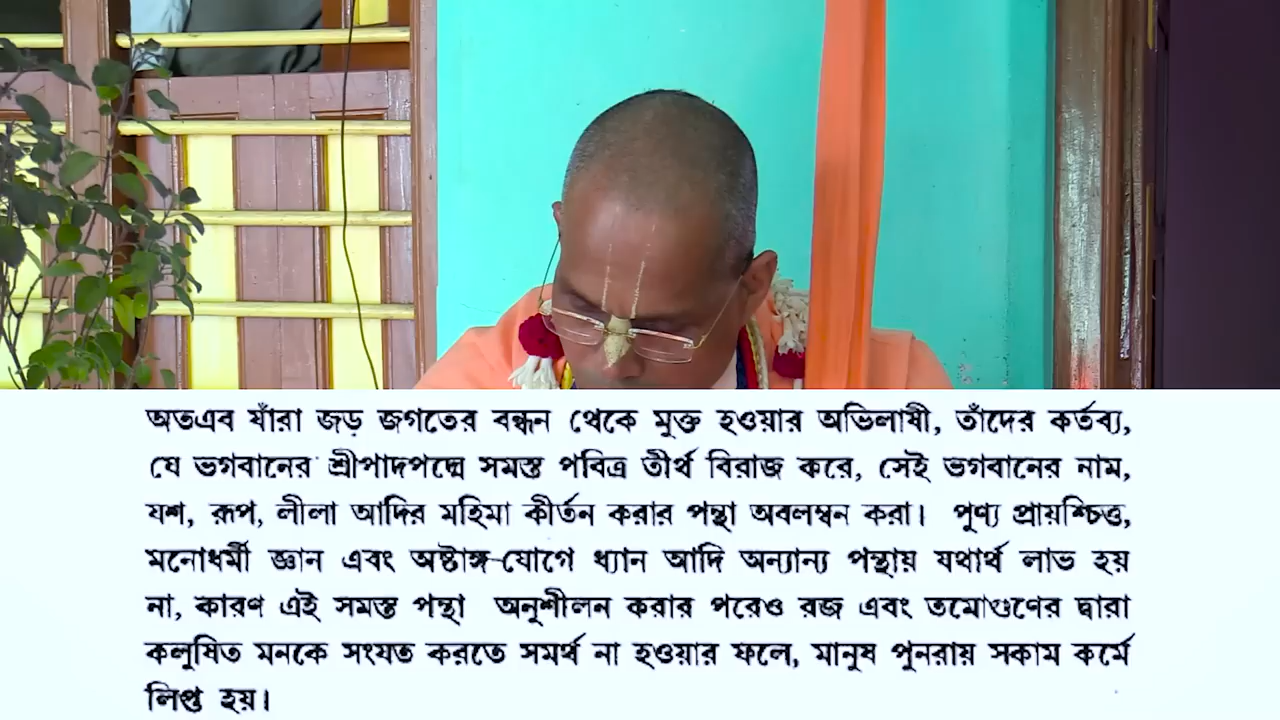 অতএব যাঁরা জড় জগতের বন্ধন থেকে মুক্ত হওয়ার অভিলাষী, তাঁদের কর্তব্য,
যে ভগবানের শ্রীপাদপদ্মে সমস্ত পবিত্র তীর্থ বিরাজ করে, সেই ভগবানের নাম,
যশ, রূপ, লীলা আদির মহিমা কীর্তন করার পন্থা অবলম্বন করা। পুণ্য প্রায়শ্চিত্ত,
মনোধর্মী জ্ঞান এবং অষ্টাঙ্গ-যোগে ধ্যান আদি অন্যান্য পন্থায় যথার্থ লাভ হয়
না, কারণ এই সমস্ত পন্থা অনুশীলন করার পরেও রজ এবং তমোগুণের দ্বারা
কলুষিত মনকে সংযত করতে সমর্থ না হওয়ার ফলে, মানুষ পুনরায় সকাম কর্মে
লিপ্ত হয়।